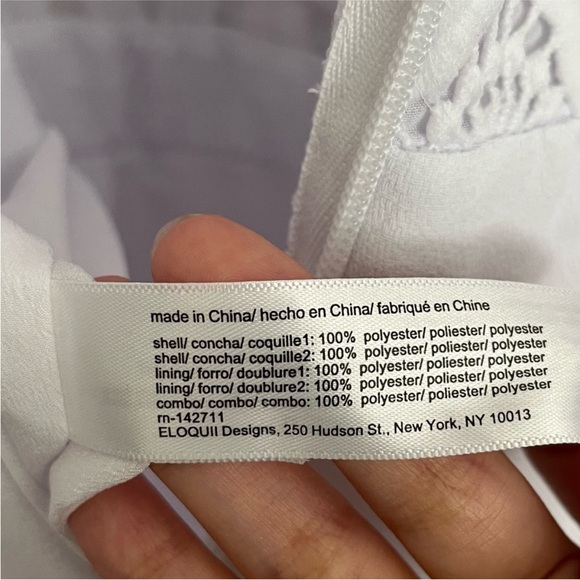 made in China/ hecho en China/ fabriqué en Chine
shell/ concha/ coquille1: 100% polyester/ poliester/ polyester
shell/ concha/ coquille2: 100% polyester/ poliester/ polyester
lining/ forro/ doublure1: 100% polyester/ poliester/ polyester
lining/ forro/ doublure2: 100% polyester/ poliester/ polyester
combo/ combo/ combo: 100% polyester/ poliester/ polyester
rn-142711
ELOQUII Designs, 250 Hudson St., New York, NY 10013